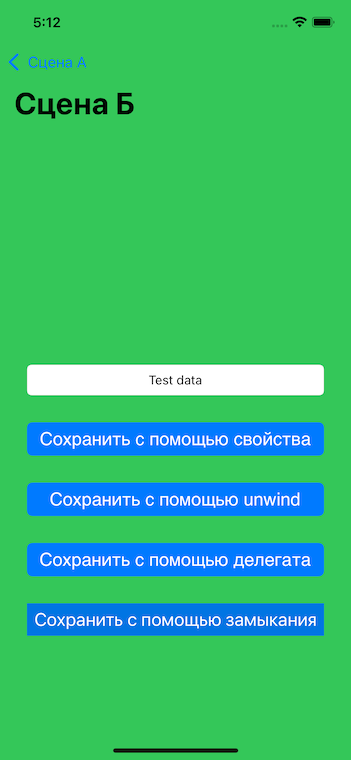 5:12
Сцена А
Сцена Б
Test data
Сохранить с помощью свойства
Сохранить с помощью unwind
Сохранить с помощью делегата
Сохранить с помощью замыкания